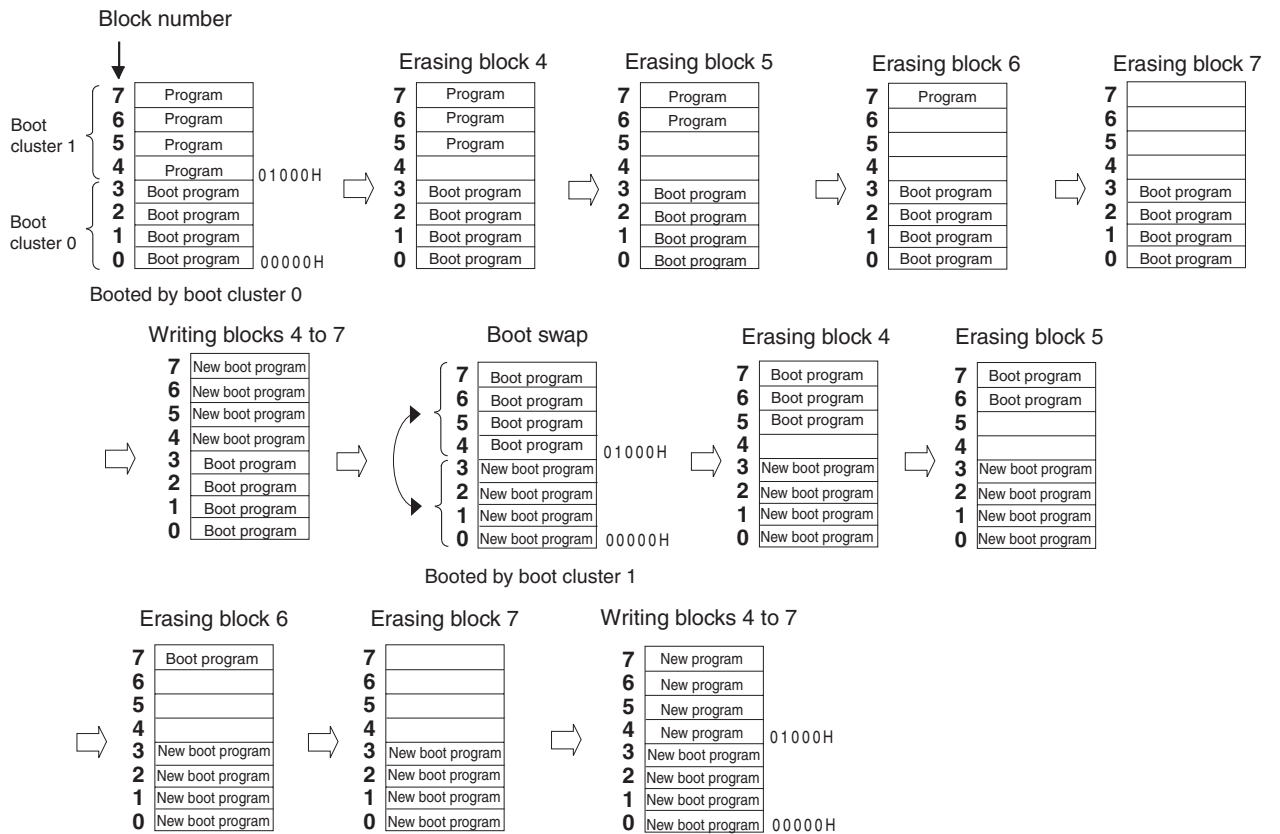 Block number
Erasing block 4
Erasing block 5
Erasing block 6
Erasing block 7
Boot
cluster 1
Boot
cluster 0
7 Program
6 Program
5 Program
4 Program 01000H
3 Boot program
2 Boot program
1 Boot program
0 Boot program 00000H
Booted by boot cluster 0
7 Program
6 Program
5 Program
4
3 Boot program
2 Boot program
1 Boot program
0 Boot program
7 Program
6 Program
5
4
3 Boot program
2 Boot program
1 Boot program
0 Boot program
7 Program
6
5
4
3 Boot program
2 Boot program
1 Boot program
0 Boot program
7
6
5
4
3 Boot program
2 Boot program
1 Boot program
0 Boot program
Writing blocks 4 to 7
7 New boot program
6 New boot program
5 New boot program
4 New boot program
3 Boot program
2 Boot program
1 Boot program
0 Boot program
Boot swap
7 Boot program
6 Boot program
5 Boot program
4 Boot program 01000H
3 New boot program
2 New boot program
1 New boot program
0 New boot program 00000H
Booted by boot cluster 1
Erasing block 4
7 Boot program
6 Boot program
5 Boot program
4
3 New boot program
2 New boot program
1 New boot program
0 New boot program
Erasing block 5
7 Boot program
6 Boot program
5
4
3 New boot program
2 New boot program
1 New boot program
0 New boot program
Erasing block 6
7 Boot program
6
5
4
3 New boot program
2 New boot program
1 New boot program
0 New boot program
Erasing block 7
7
6
5
4
3 New boot program
2 New boot program
1 New boot program
0 New boot program
Writing blocks 4 to 7
7 New program
6 New program
5 New program
4 New program 01000H
3 New boot program
2 New boot program
1 New boot program
0 New boot program 00000H